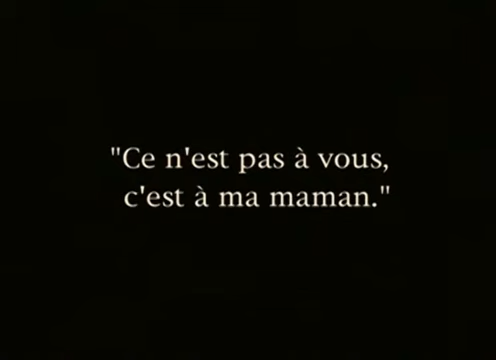 "Ce n'est pas à vous,
c'est à ma maman."